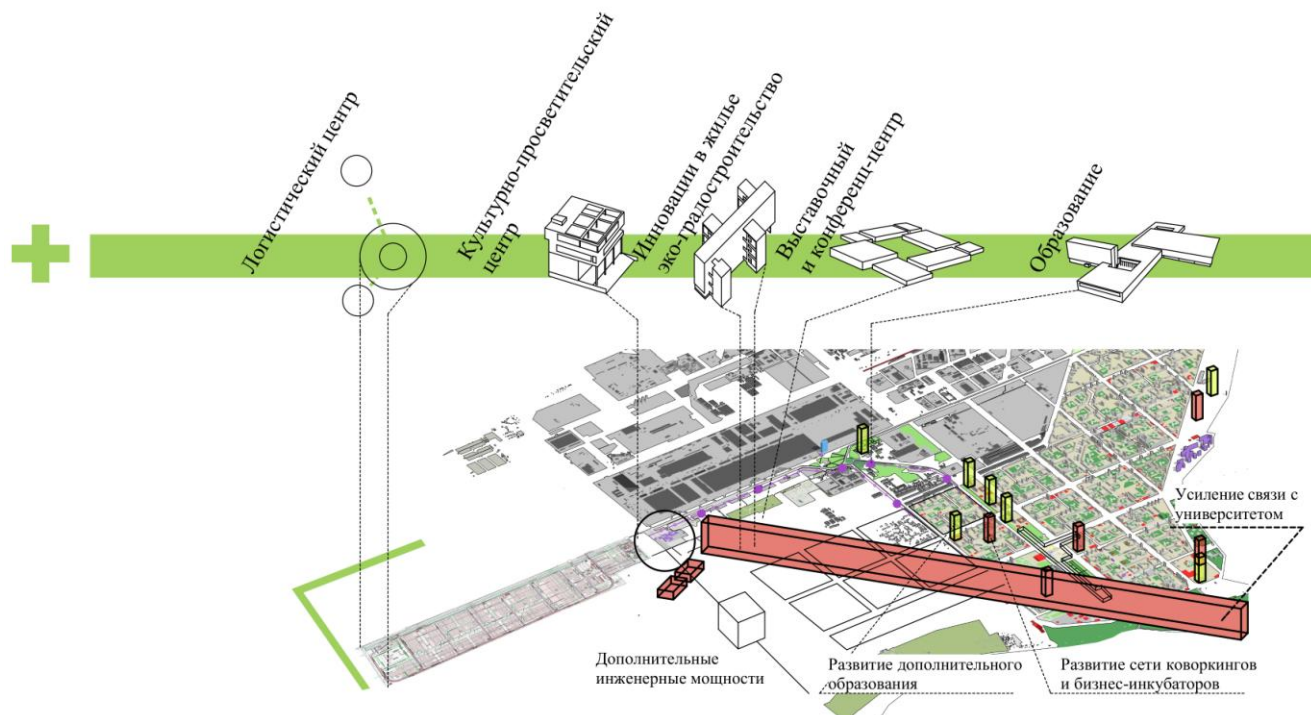 Логистический центр
Культурно-просветительский
центр
Инновации в жилье
эко-градостроительство
Выставочный
и конференц-центр
Образование
Усиление связи с
университетом
Дополнительные
инженерные мощности
Развитие дополнительного
образования
Развитие сети коворкингов
и бизнес-инкубаторов